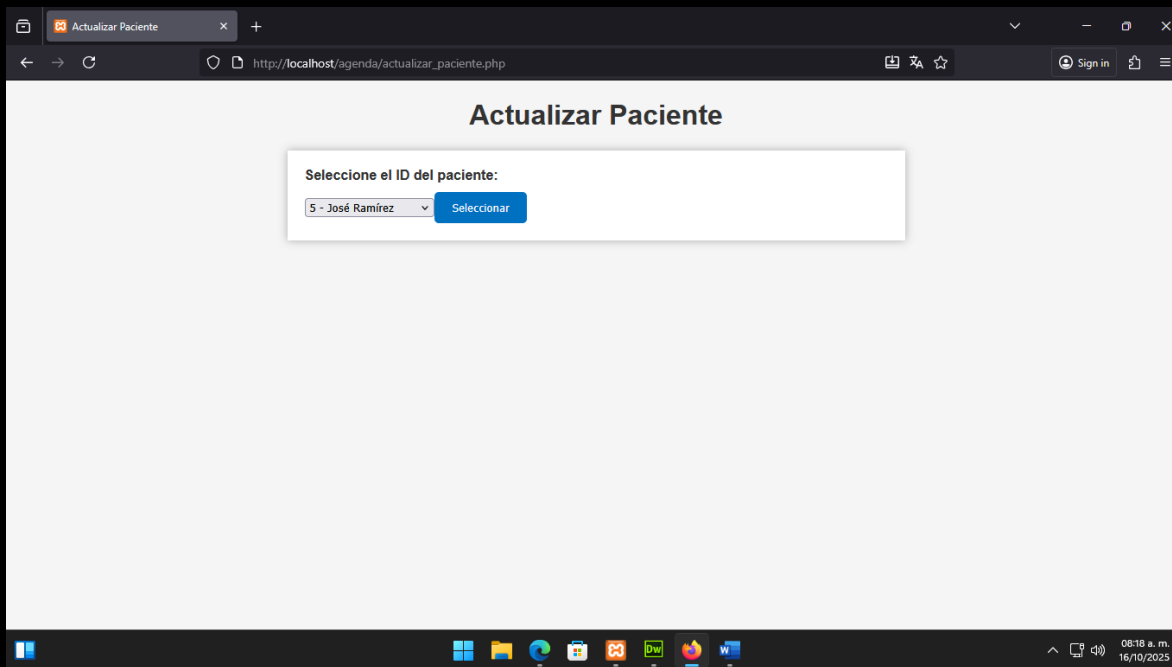 Actualizar Paciente
http://localhost/agenda/actualizar_paciente.php
Sign in
Actualizar Paciente
Seleccione el ID del paciente:
5 - José Ramírez
Seleccionar
Dw
W
08:18 a. m.
16/10/2025